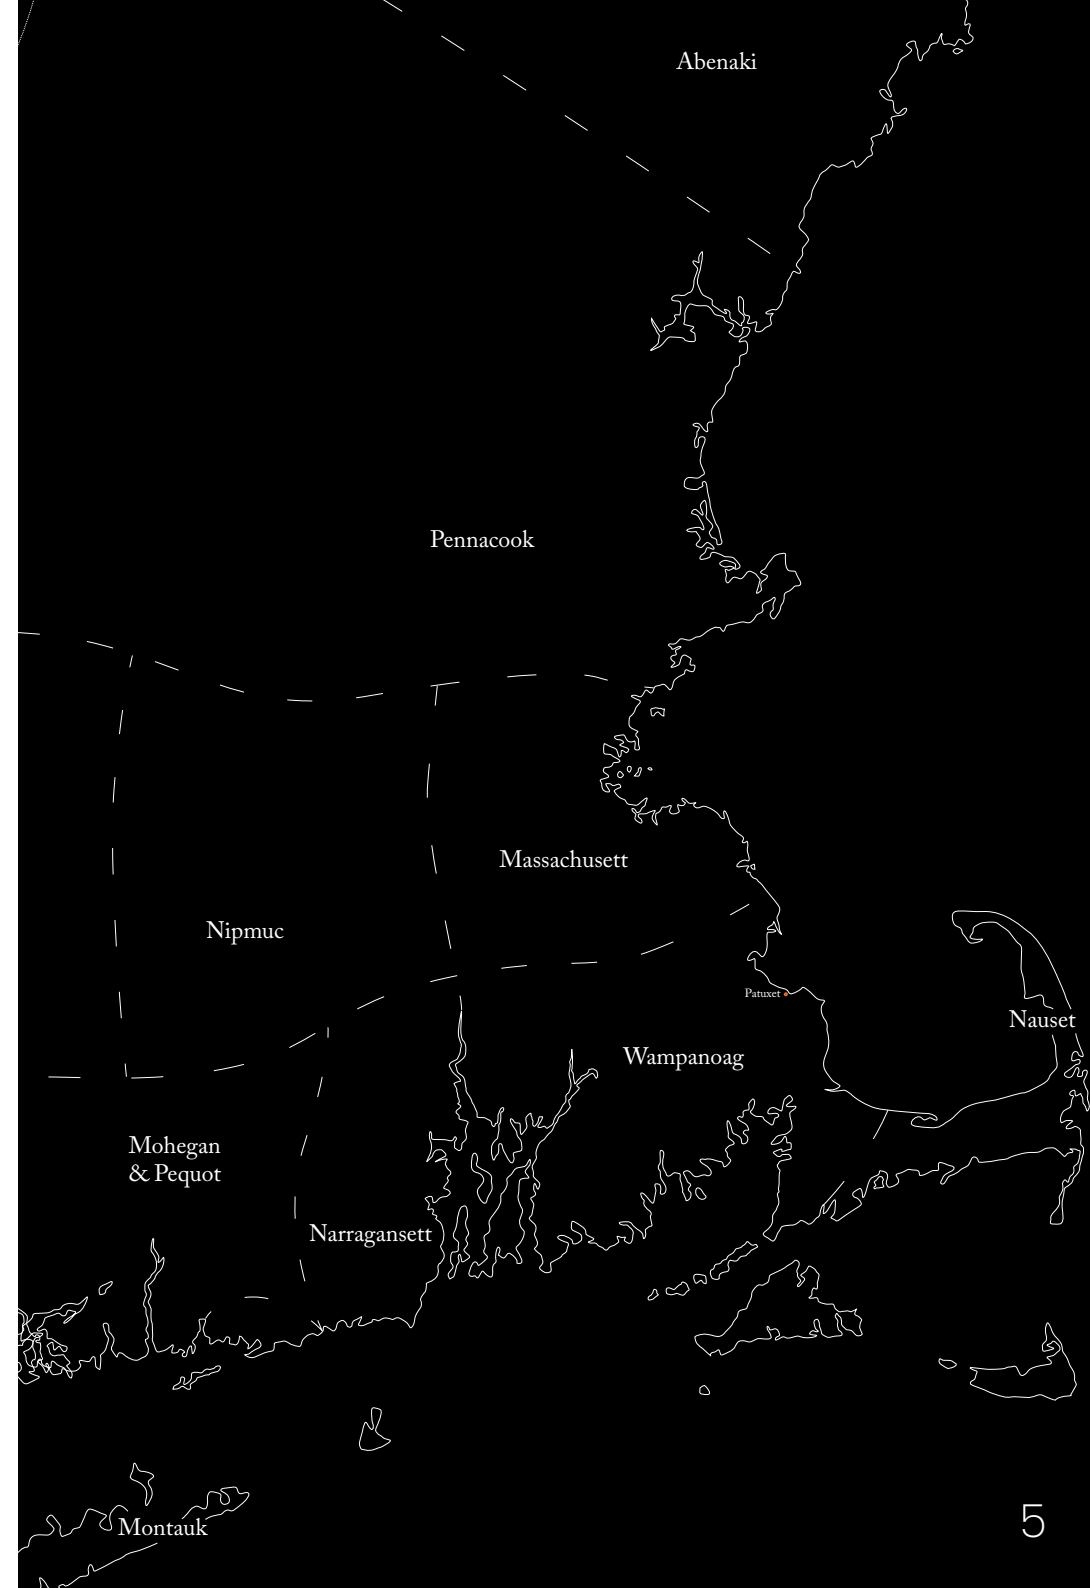 Abenaki
Pennacook
Massachusett
Nipmuc
Patuxet
Nauset
Wampanoag
Mohegan
& Pequot
Narragansett
Montauk
5